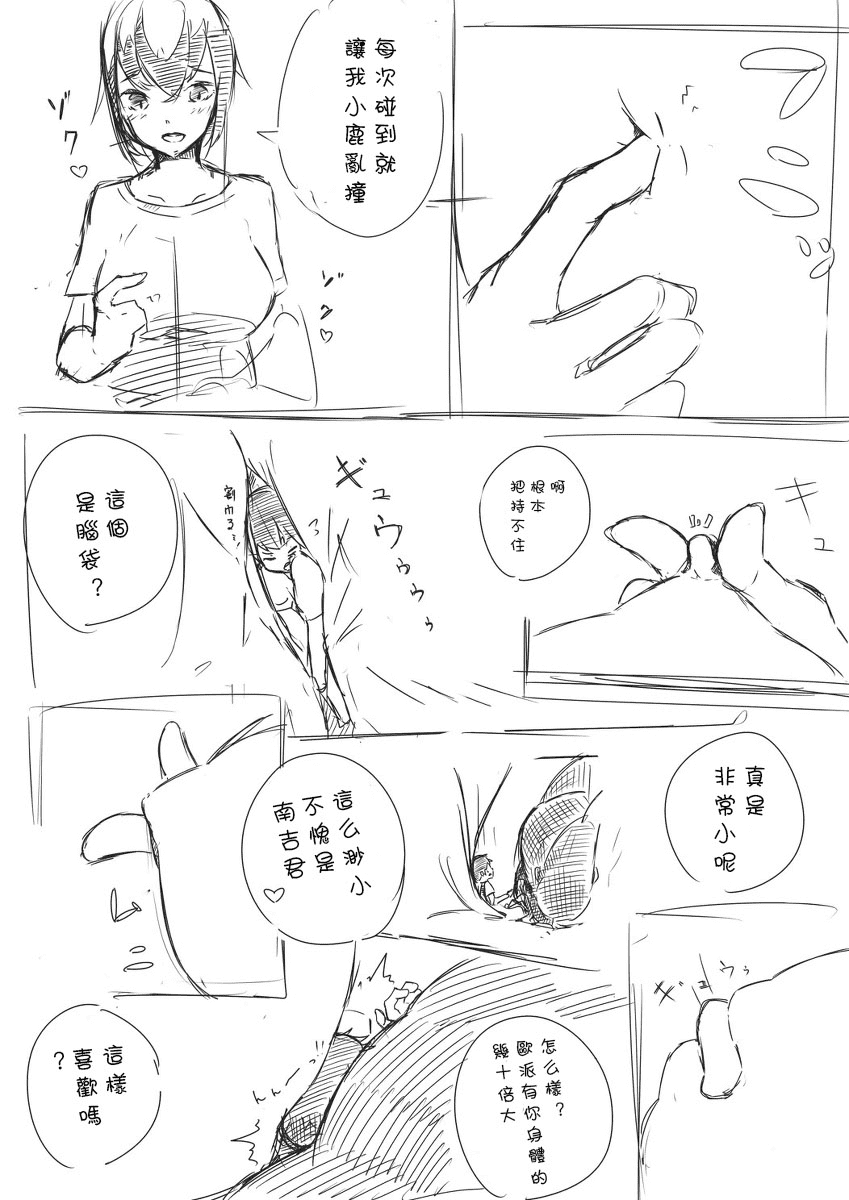 每次碰到就
讓我小鹿亂撞
ゾク♡
ゾク♡
啊
根本
把持不住
ギュ
ギュウゥゥゥ
這個
是腦袋？
真是
非常小呢
這么渺小
不愧是
南吉君♡
ギュウゥ
怎么樣？
歐派有你身體的
幾十倍大
這樣
喜歡嗎
？